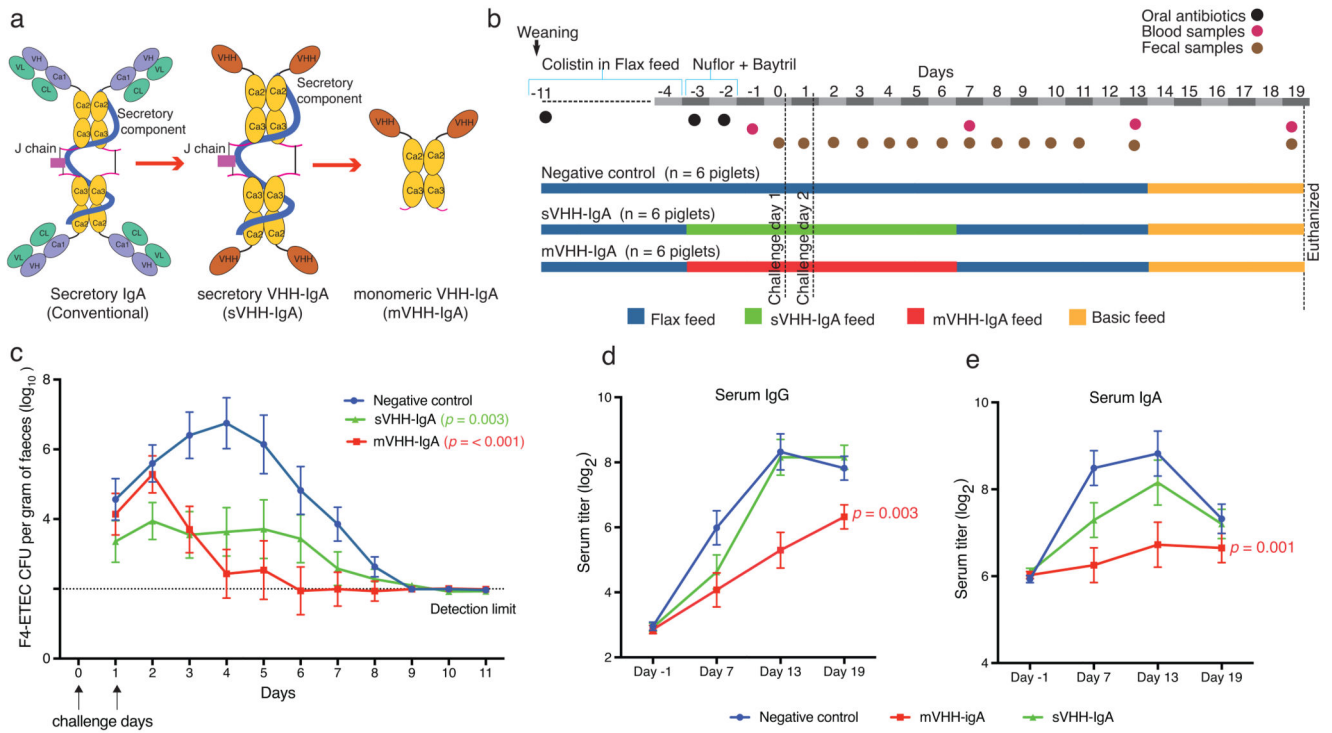 a
VL
VH
CL
Ca1
VH
VL
Ca1
CL
Ca2
Ca2
Ca3
Ca3
Secretory
component
J chain
Ca3
Ca3
Ca2
Ca2
CL
VL
Ca1
VH
CL
Ca1
VL
VH
Secretory IgA
(Conventional)
VHH
VHH
Secretory
component
Ca2
Ca2
Ca3
Ca3
J chain
Ca3
Ca3
Ca2
Ca2
VHH
VHH
secretory VHH-IgA
(sVHH-IgA)
VHH
VHH
Ca2
Ca2
Ca3
Ca3
monomeric VHH-IgA
(mVHH-IgA)
b
Oral antibiotics
Blood samples
Fecal samples
Weaning
Colistin in Flax feed
Nuflor + Baytril
Days
-11 -4 -3 -2 -1 0 1 2 3 4 5 6 7 8 9 10 11 12 13 14 15 16 17 18 19
Negative control (n = 6 piglets)
sVHH-IgA (n = 6 piglets)
mVHH-IgA (n = 6 piglets)
Challenge day 1
Challenge day 2
Euthanized
Flax feed
sVHH-IgA feed
mVHH-IgA feed
Basic feed
c
F4-ETEC CFU per gram of faeces (log10)
8
6
4
2
0
Negative control
sVHH-IgA (p = 0.003)
mVHH-IgA (p = < 0.001)
Detection limit
0 1 2 3 4 5 6 7 8 9 10 11
Days
challenge days
d
Serum IgG
Serum titer (log2)
10
8
6
4
2
p = 0.003
Day -1 Day 7 Day 13 Day 19
e
Serum IgA
Serum titer (log2)
10
8
6
4
p = 0.001
Day -1 Day 7 Day 13 Day 19
Negative control
mVHH-igA
sVHH-IgA